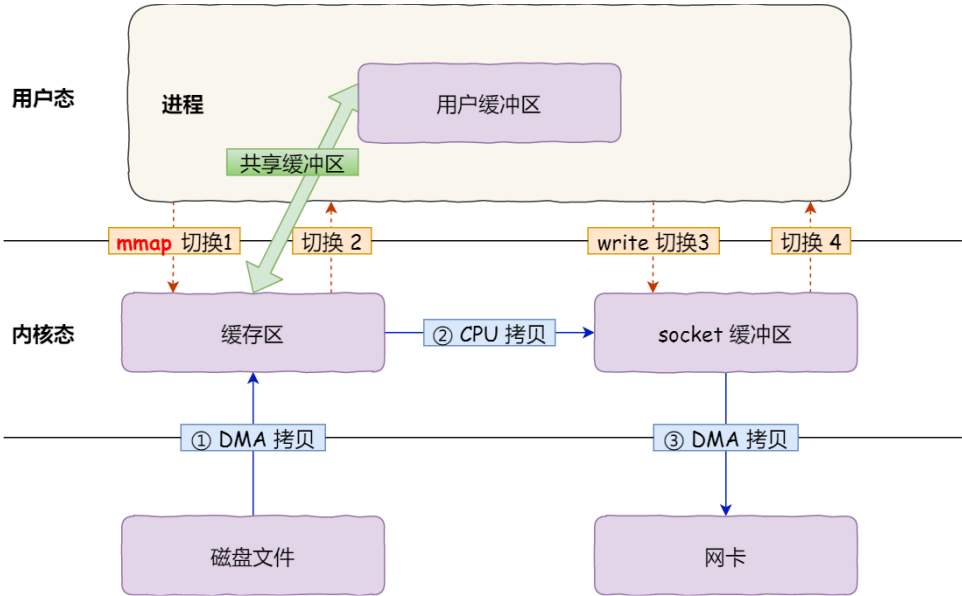 用户态
进程
用户缓冲区
共享缓冲区
mmap 切换1
切换 2
write 切换3
切换 4
内核态
缓存区
② CPU 拷贝
socket 缓冲区
① DMA 拷贝
③ DMA 拷贝
磁盘文件
网卡